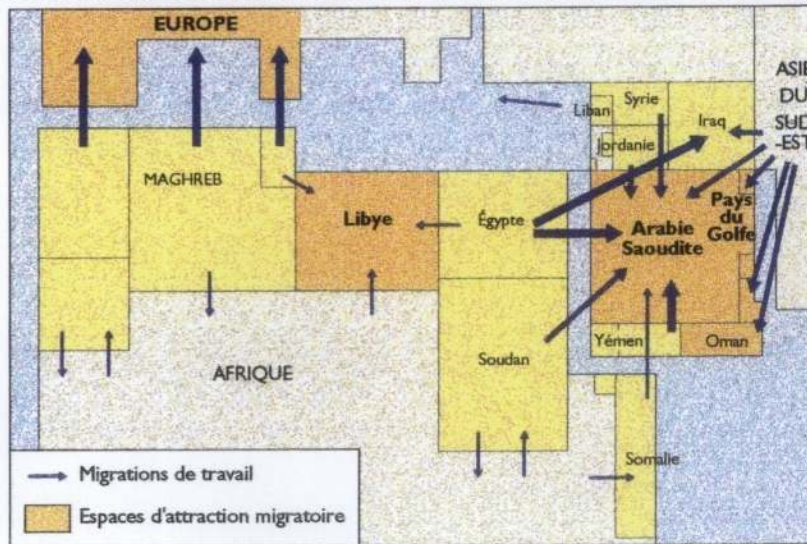 EUROPE
ASIE
DU
SUD
-EST
Liban
Syrie
Iraq
Jordanie
MAGHREB
Libye
Égypte
Arabie
Saoudite
Pays
du
Golfe
Yémen
Oman
Soudan
AFRIQUE
Somalie
Migrations de travail
Espaces d'attraction migratoire